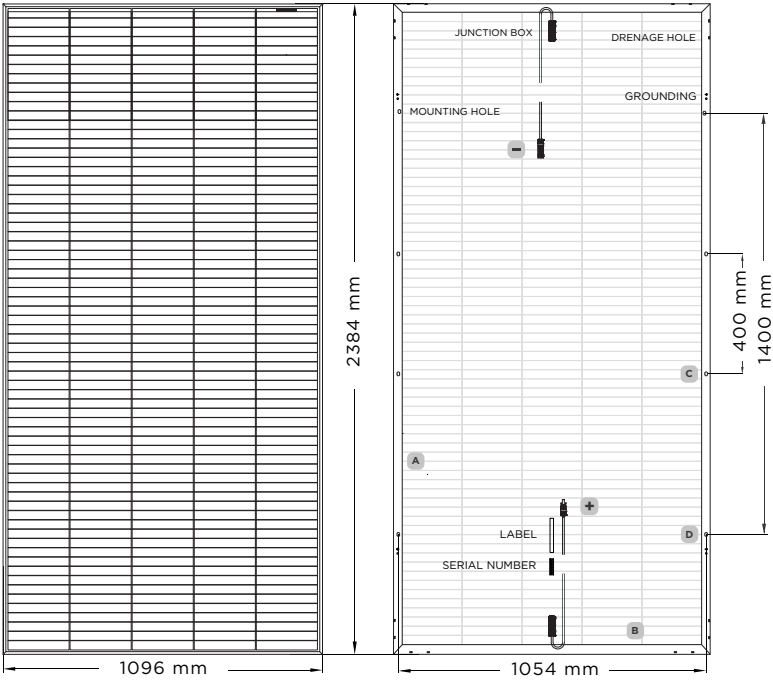 JUNCTION BOX
DRENAGE HOLE
GROUNDING
MOUNTING HOLE
−
2384 mm
400 mm
1400 mm
C
A
+
LABEL
D
SERIAL NUMBER
B
1096 mm
1054 mm